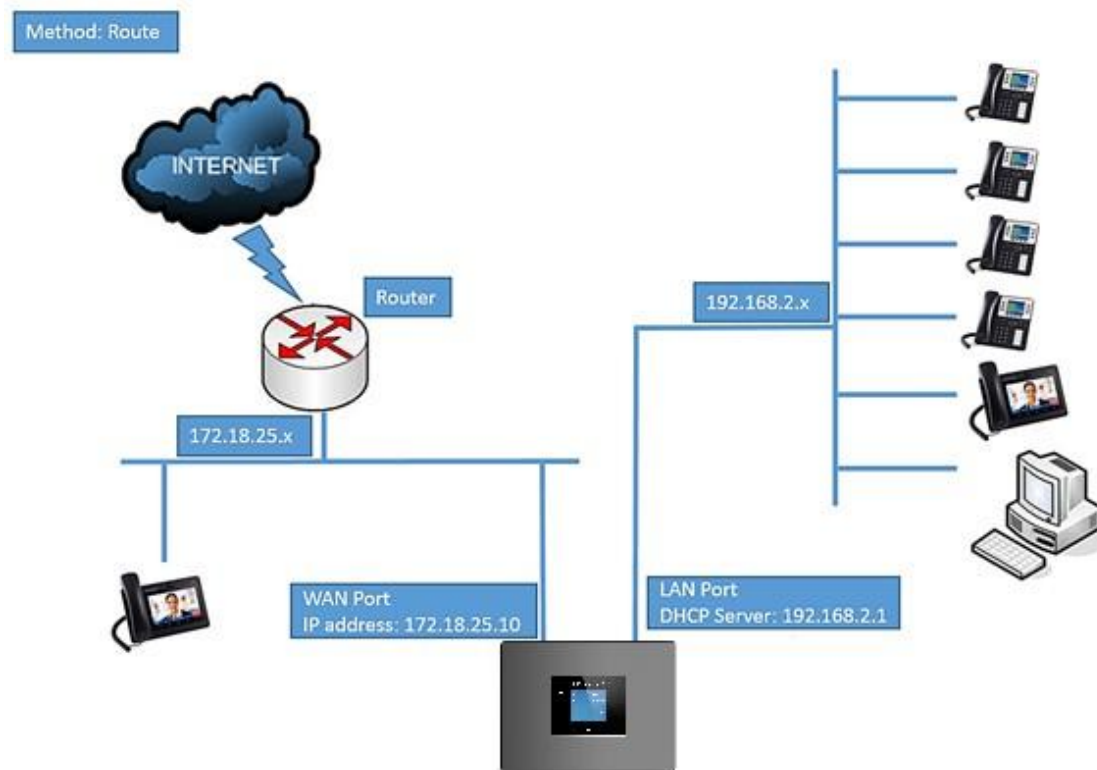 Method: Route
INTERNET
Router
192.168.2.x
172.18.25.x
WAN Port
IP address: 172.18.25.10
LAN Port
DHCP Server: 192.168.2.1